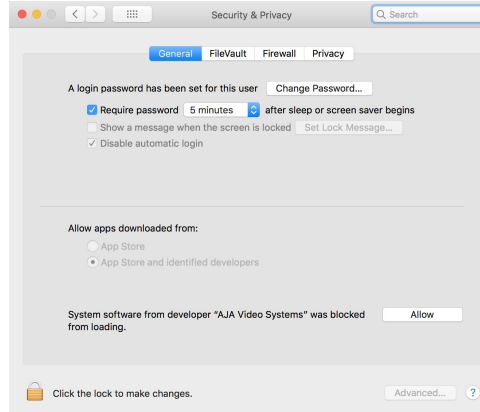 Security & Privacy
Search
General FileVault Firewall Privacy
A login password has been set for this user Change Password...
Require password 5 minutes after sleep or screen saver begins
Show a message when the screen is locked Set Lock Message...
Disable automatic login
Allow apps downloaded from:
App Store
App Store and identified developers
System software from developer “AJA Video Systems” was blocked Allow
from loading.
Click the lock to make changes. Advanced... ?